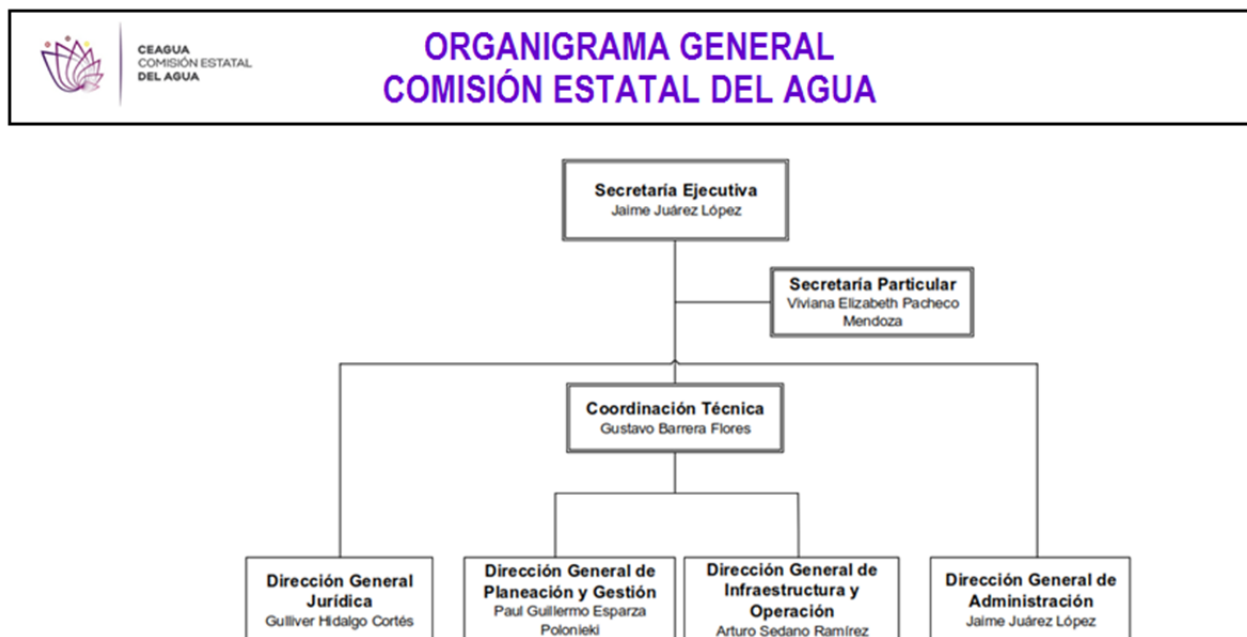 CEAGUA
COMISIÓN ESTATAL
DEL AGUA
ORGANIGRAMA GENERAL
COMISIÓN ESTATAL DEL AGUA
Secretaría Ejecutiva
Jaime Juárez López
Secretaría Particular
Viviana Elizabeth Pacheco
Mendoza
Coordinación Técnica
Gustavo Barrera Flores
Dirección General
Jurídica
Gulliver Hidalgo Cortés
Dirección General de
Planeación y Gestión
Paul Guillermo Esparza
Polonieki
Dirección General de
Infraestructura y
Operación
Arturo Sedano Ramírez
Dirección General de
Administración
Jaime Juárez López